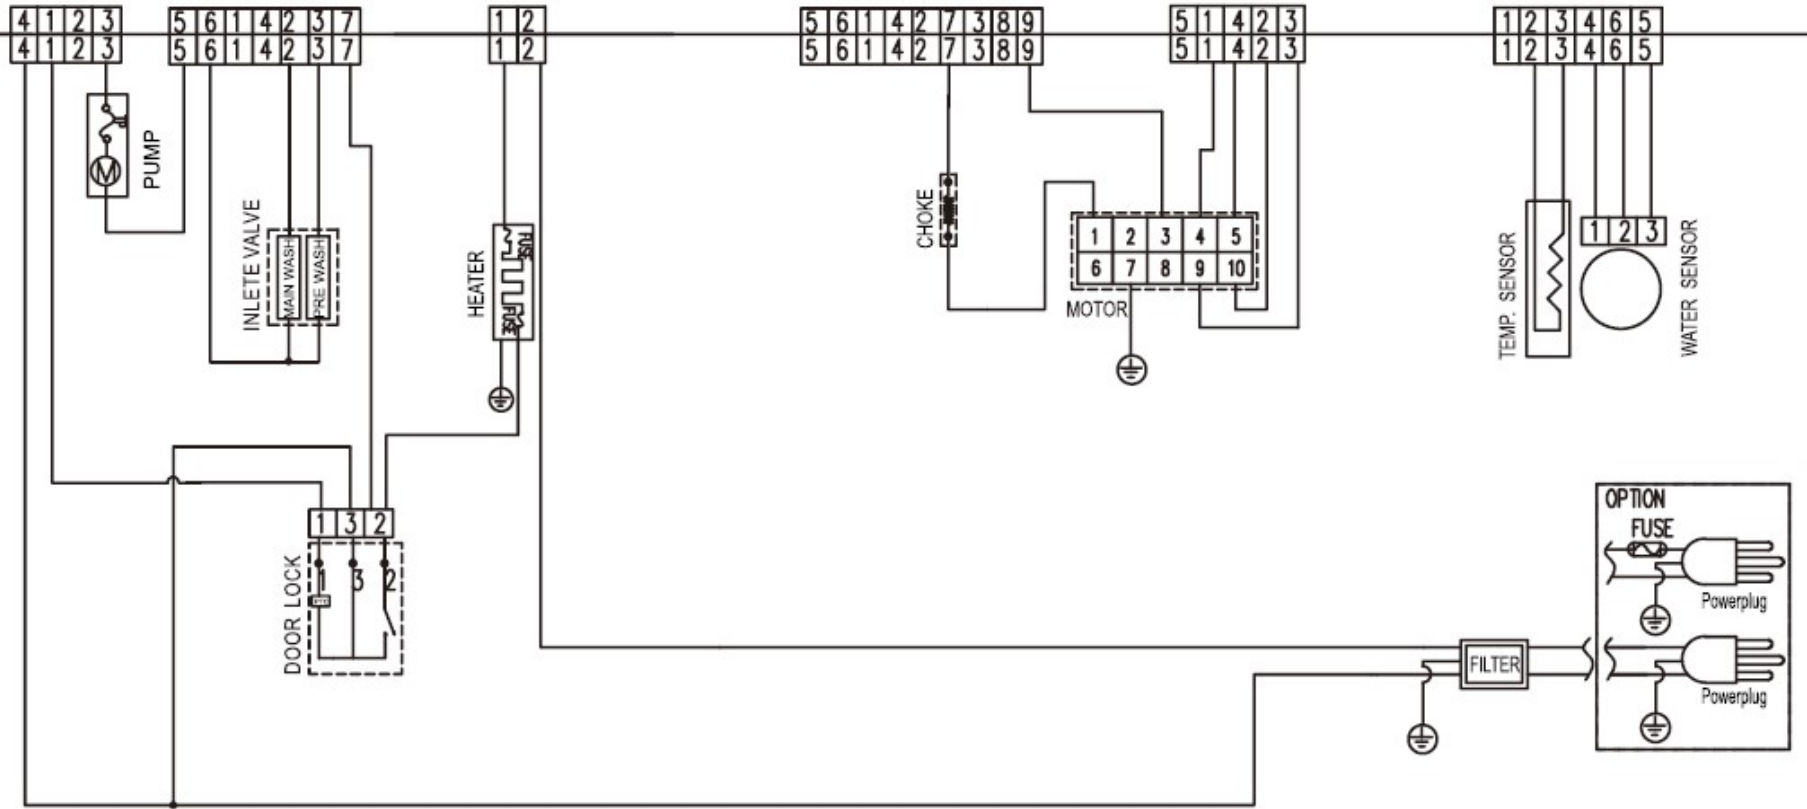 4 1 2 3 5 6 1 4 2 3 7 1 2 5 6 1 4 2 7 3 8 9 5 1 4 2 3 1 2 3 4 6 5
4 1 2 3 5 6 1 4 2 3 7 1 2 5 6 1 4 2 7 3 8 9 5 1 4 2 3 1 2 3 4 6 5
M
PUMP
INLETE VALVE
MAIN WASH
PRE WASH
HEATER
FUSE
FUSE
CHOKE
1 2 3 4 5
6 7 8 9 10
MOTOR
TEMP. SENSOR
1 2 3
WATER SENSOR
1 3 2
DOOR LOCK
1 3 2
FILTER
OPTION
FUSE
Powerplug
Powerplug